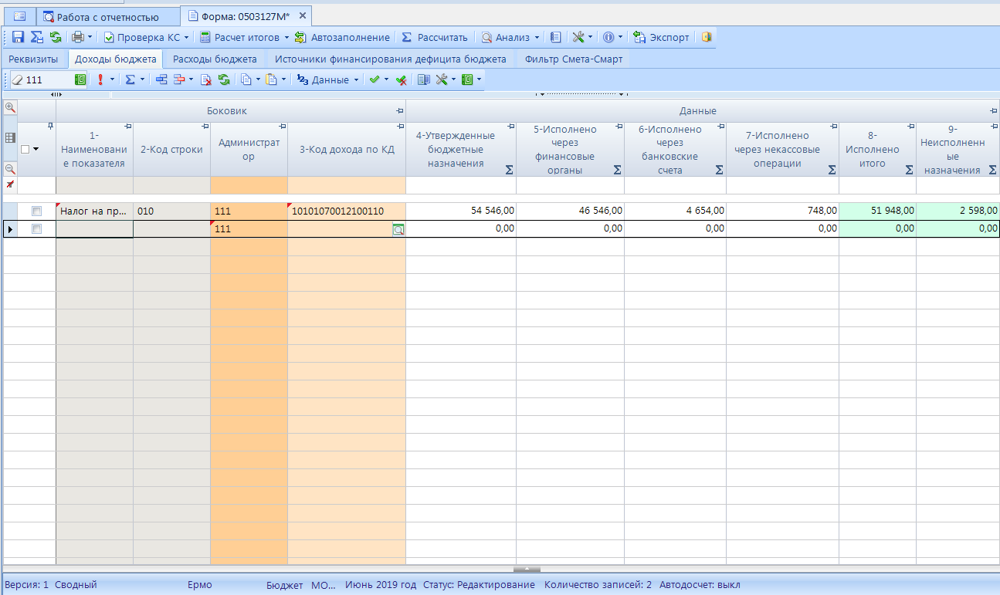 Работа с отчетностью
Форма: 0503127М*
Проверка КС Расчет итогов Автозаполнение Σ Рассчитать Анализ Экспорт
Реквизиты Доходы бюджета Расходы бюджета Источники финансирования дефицита бюджета Фильтр Смета-Смарт
111 Данные
Боковик Данные
1-Наименовани
е показателя
2-Код строки
Администрат
ор
3-Код дохода по КД
4-Утвержденные
бюджетные
назначения
5-Исполнено
через
финансовые
органы
6-Исполнено
через
банковские
счета
7-Исполнено
через некассовые
операции
8-
Исполнено
итого
9-
Неисполненн
ые
назначения
Налог на пр... 010 111 10101070012100110 54 546,00 46 546,00 4 654,00 748,00 51 948,00 2 598,00
111 0,00 0,00 0,00 0,00 0,00 0,00
Версия: 1 Сводный Ермо Бюджет МО... Июнь 2019 год Статус: Редактирование Количество записей: 2 Автодосчет: выкл